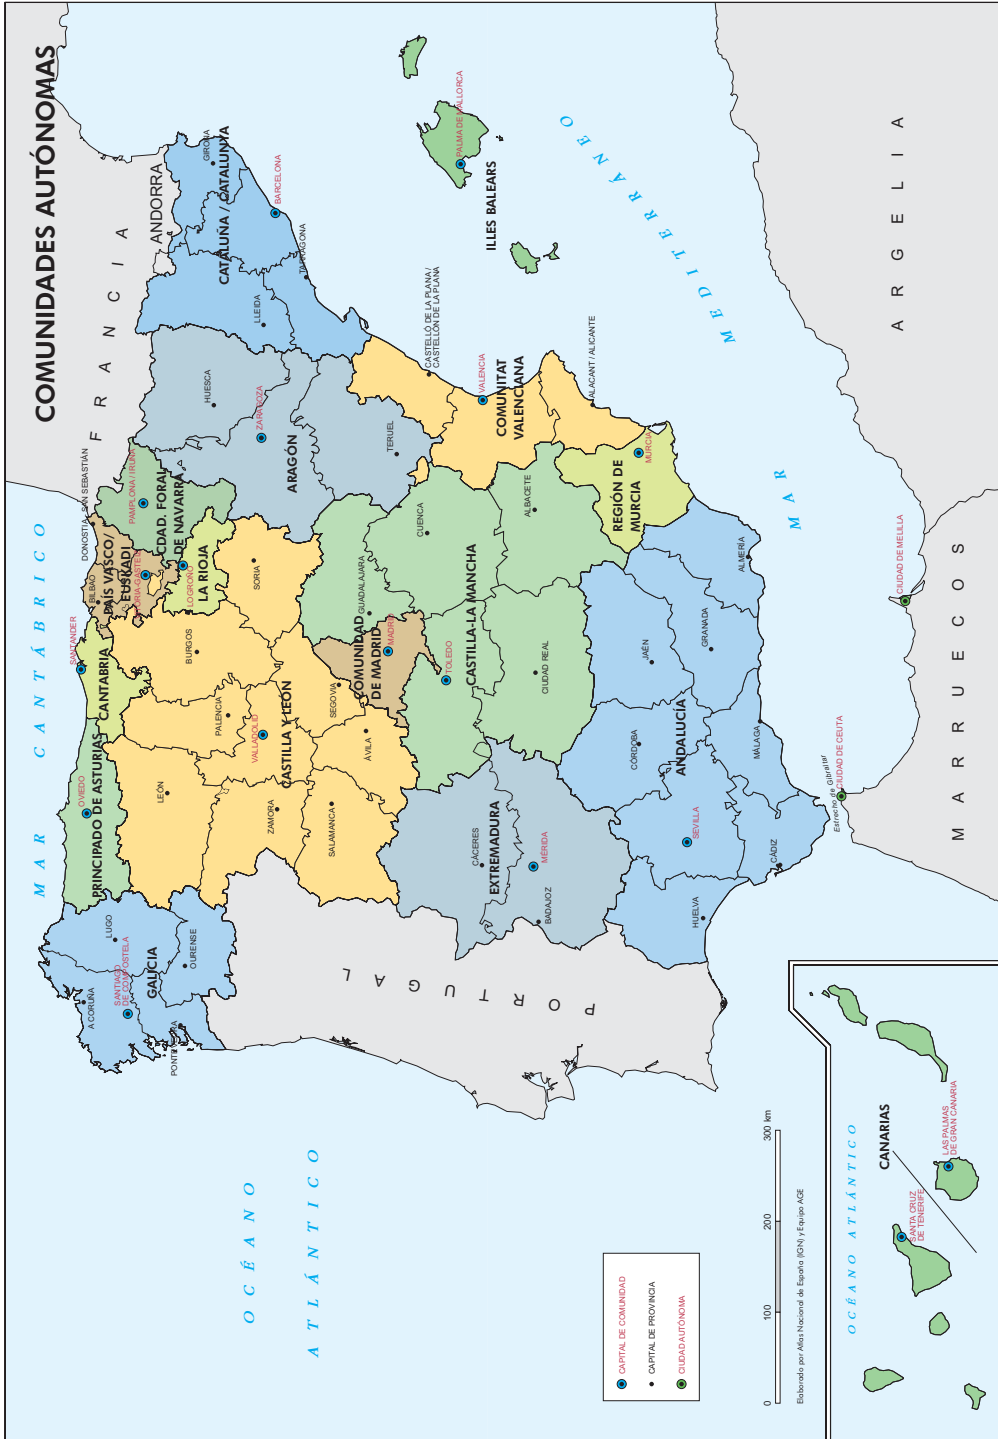 COMUNIDADES AUTÓNOMAS
MAR CANTÁBRICO
FRANCIA
ANDORRA
SANTANDER
OVIEDO
BILBAO
DONOSTIA - SAN SEBASTIÁN
A CORUÑA
LUGO
SANTIAGO
DE COMPOSTELA
PRINCIPADO DE ASTURIAS
CANTABRIA
PAÍS VASCO/
EUSKADI
PAMPLONA / IRUÑA
CDAD. FORAL
DE NAVARRA
LOGROÑO
LA RIOJA
GALICIA
PONTEVEDRA
OURENSE
LEÓN
BURGOS
PALENCIA
HUESCA
LLEIDA
GIRONA
CATALUÑA / CATALUNYA
BARCELONA
TARRAGONA
VALLADOLID
SORIA
ZARAGOZA
ARAGÓN
ZAMORA
CASTILLA Y LEÓN
SALAMANCA
SEGOVIA
ÁVILA
COMUNIDAD
DE MADRID
MADRID
GUADALAJARA
TERUEL
CASTELLÓ DE LA PLANA /
CASTELLÓN DE LA PLANA
CUENCA
TOLEDO
CASTILLA-LA MANCHA
VALENCIA
COMUNITAT
VALENCIANA
PALMA DE MALLORCA
ILLES BALEARS
PORTUGAL
CÁCERES
EXTREMADURA
MÉRIDA
BADAJOZ
CIUDAD REAL
ALBACETE
ALACANT / ALICANTE
REGIÓN DE
MURCIA
MURCIA
CÓRDOBA
JAÉN
ANDALUCÍA
SEVILLA
HUELVA
GRANADA
ALMERÍA
MÁLAGA
CÁDIZ
MAR MEDITERRÁNEO
Estrecho de Gibraltar
CIUDAD DE CEUTA
CIUDAD DE MELILLA
MARRUECOS
ARGELIA
OCÉANO
ATLÁNTICO
CAPITAL DE COMUNIDAD
CAPITAL DE PROVINCIA
CIUDAD AUTÓNOMA
0 100 200 300 km
Elaborado por Atlas Nacional de España (IGN) y Equipo AGE
OCÉANO ATLÁNTICO
CANARIAS
SANTA CRUZ
DE TENERIFE
LAS PALMAS
DE GRAN CANARIA